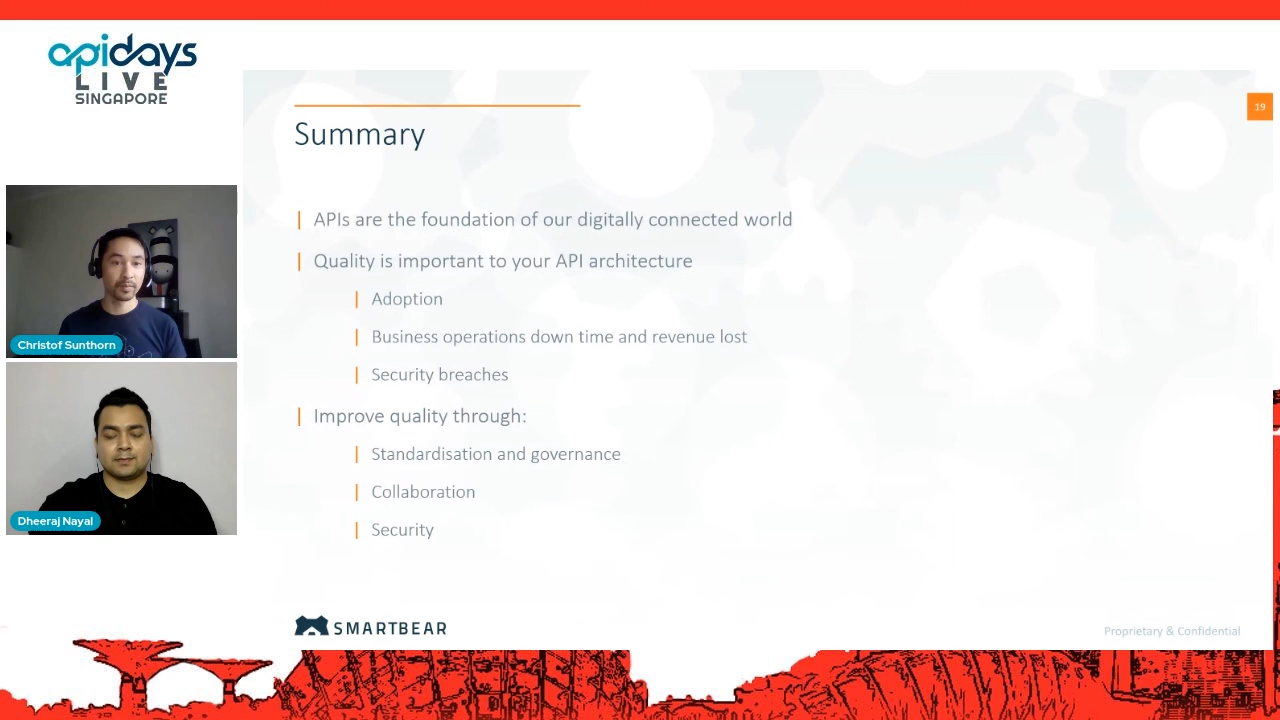 apidays
LIVE
SINGAPORE
19
Summary
APIs are the foundation of our digitally connected world
Quality is important to your API architecture
Adoption
Business operations down time and revenue lost
Security breaches
Improve quality through:
Standardisation and governance
Collaboration
Security
Christof Sunthorn
Dheeraj Nayal
SMARTBEAR
Proprietary & Confidential